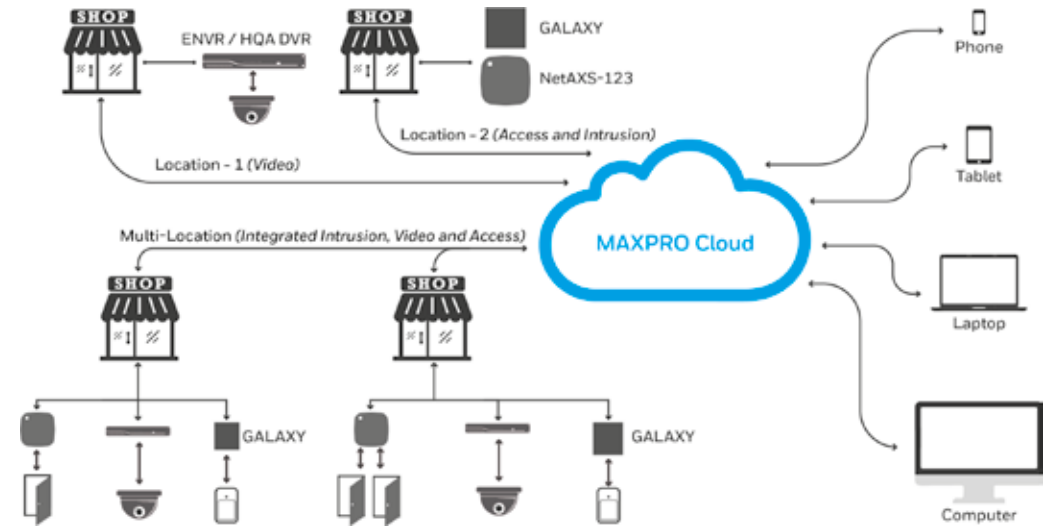 SHOP
ENVR / HQA DVR
SHOP
GALAXY
NetAXS-123
Location - 1 (Video)
Location - 2 (Access and Intrusion)
Multi-Location (Integrated Intrusion, Video and Access)
MAXPRO Cloud
Phone
Tablet
Laptop
Computer
SHOP
GALAXY
SHOP
GALAXY